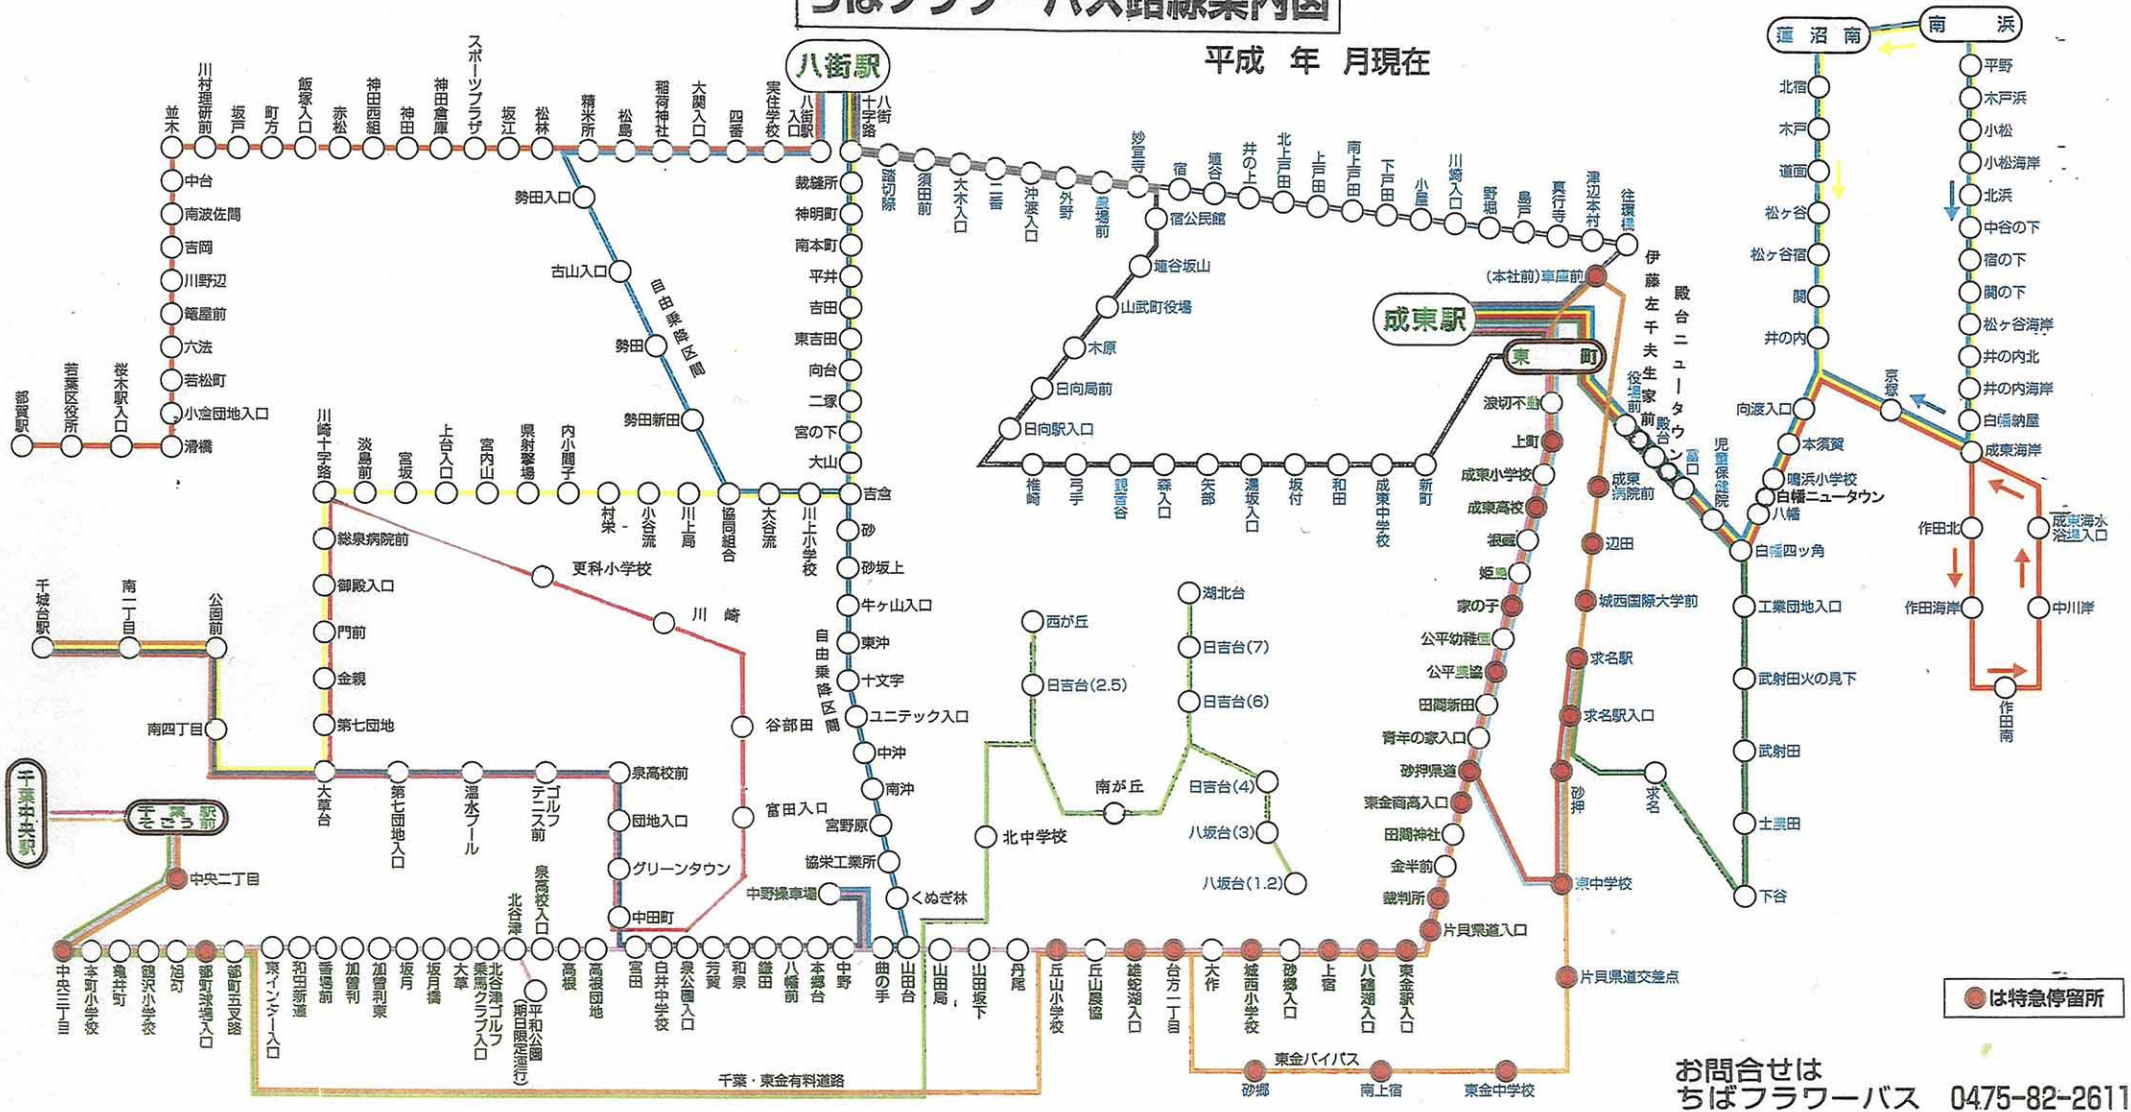 ちばフラワーバス路線案内図
平成 年 月現在
八街駅
並木
川村理研前
坂戸
町方
飯塚入口
赤松
神田西組
神田
神田倉庫
スポーツプラザ
坂江
松林
精米所
松島
稲荷神社
大関入口
四番
実住学校
八街駅入口
八街十字路
踏切際
須田前
大木入口
二番
沖渡入口
外野
農場前
妙宣寺
宿
埴谷
井の上
北上戸田
上戸田
南上戸田
下戸田
小屋
川崎入口
野堀
島戸
真行寺
津辺本村
往還橋
中台
南波佐間
吉岡
川野辺
亀屋前
六法
若松町
小倉団地入口
滑橋
桜木駅入口
若葉区役所
都賀駅
勢田入口
古山入口
勢田
勢田新田
自由乗降区間
裁縫所
神明町
南本町
平井
吉田
東吉田
向台
二塚
宮の下
大山
吉倉
宿公民館
埴谷坂山
山武町役場
木原
日向局前
日向駅入口
椎崎
弓手
観音谷
森入口
矢部
湯坂入口
坂付
和田
成東中学校
新町
(本社前)車庫前
成東駅
東町
伊藤左千夫生家前
殿台ニュータウン
役場前
殿台
富口
児童保健院
白幡四ッ角
蓮沼南
南浜
北宿
木戸
道面
松ヶ谷
松ヶ谷宿
関
井の内
向渡入口
本須賀
鳴浜小学校
白幡ニュータウン
八幡
京塚
平野
木戸浜
小松
小松海岸
北浜
中谷の下
宿の下
関の下
松ヶ谷海岸
井の内北
井の内海岸
白幡納屋
成東海岸
作田北
作田海岸
作田南
中川岸
成東海水浴場入口
工業団地入口
武射田火の見下
武射田
士農田
下谷
求名
川崎十字路
淡島前
宮坂
上台入口
宮内山
県射撃場
内小間子
村栄
小谷流
川上局
協同組合
大谷流
川上小学校
総泉病院前
御殿入口
門前
金親
第七団地
大草台
更科小学校
川崎
谷部田
富田入口
千城台駅
南一丁目
公園前
南四丁目
第七団地入口
温水プール
ゴルフテニス前
泉高校前
団地入口
グリーンタウン
中田町
砂
砂坂上
牛ヶ山入口
東沖
十文字
ユニテック入口
中沖
南沖
宮野原
協栄工業所
くぬぎ林
自由乗降区間
中野操車場
西が丘
日吉台(2.5)
南が丘
湖北台
日吉台(7)
日吉台(6)
日吉台(4)
八坂台(3)
八坂台(1.2)
北中学校
浪切不動
上町
成東小学校
成東高校
根蔵
姫島
家の子
公平幼稚園
公平農協
田間新田
青年の家入口
砂押県道
東金商高入口
田間神社
金半前
裁判所
片貝県道入口
成東病院前
辺田
城西国際大学前
求名駅
求名駅入口
砂押
東中学校
片貝県道交差点
千葉中央駅
千葉駅そごう前
中央二丁目
中央三丁目
本町小学校
亀井町
鶴沢小学校
旭町
都町球場入口
都町五叉路
東インター入口
和田新道
番場前
加曽利
加曽利東
坂月
坂月橋
大草
北谷津ゴルフ乗馬クラブ入口
北谷津
平和公園(期日限定運行)
泉高校入口
高根
高根団地
宮田
白井中学校
泉公園入口
芳賀
和泉
鎌田
八幡前
本郷台
中野
曲の手
山田台
山田局
山田坂下
丹尾
丘山小学校
丘山農協
雄蛇湖入口
台方一丁目
大作
城西小学校
砂郷入口
上宿
八鶴湖入口
東金駅入口
千葉・東金有料道路
東金バイパス
砂郷
南上宿
東金中学校
は特急停留所
お問合せは
ちばフラワーバス 0475-82-2611